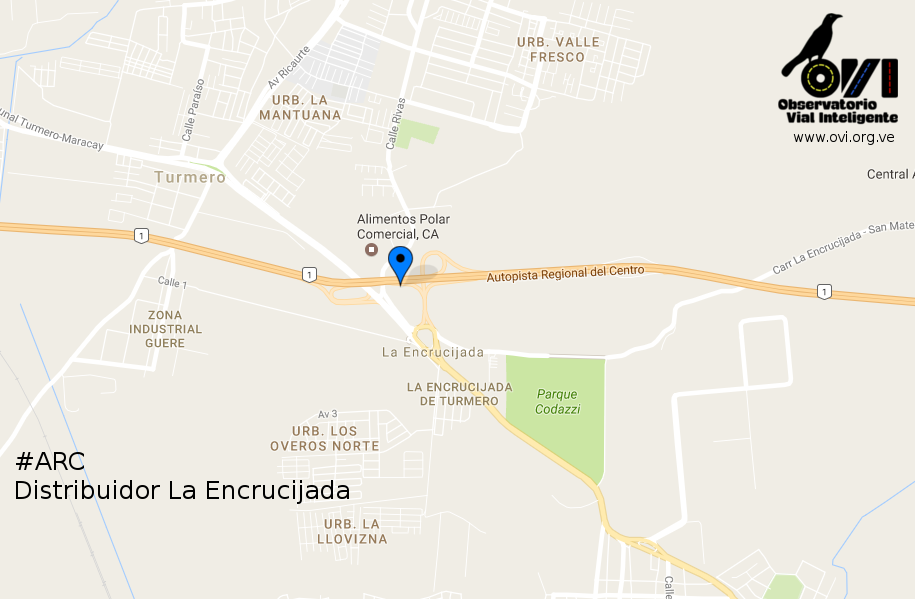 URB. VALLE
FRESCO
OVI
Observatorio
Vial Inteligente
www.ovi.org.ve
Av Ricaurte
URB. LA
MANTUANA
Calle Paraíso
Calle Rivas
Turmero-Maracay
Turmero
Central A
Alimentos Polar
Comercial, CA
Carr La Encrucijada - San Mate
1
1
Autopista Regional del Centro
1
Calle 1
ZONA
INDUSTRIAL
GUERE
La Encrucijada
LA ENCRUCIJADA
DE TURMERO
Parque
Codazzi
Av 3
URB. LOS
OVEROS NORTE
#ARC
Distribuidor La Encrucijada
URB. LA
LLOVIZNA
Calle